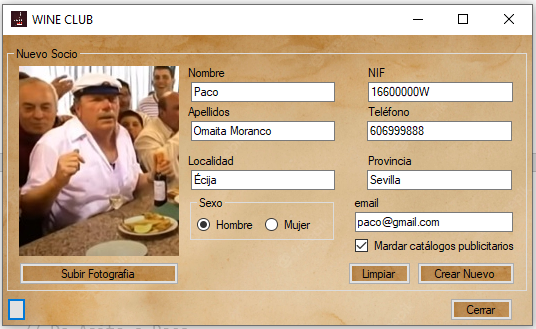 WINE CLUB
Nuevo Socio
Nombre
NIF
Paco
16600000W
Apellidos
Teléfono
Omaita Moranco
606999888
Localidad
Provincia
Écija
Sevilla
Sexo
email
Hombre
Mujer
paco@gmail.com
Mardar catálogos publicitarios
Subir Fotografia
Limpiar
Crear Nuevo
Cerrar